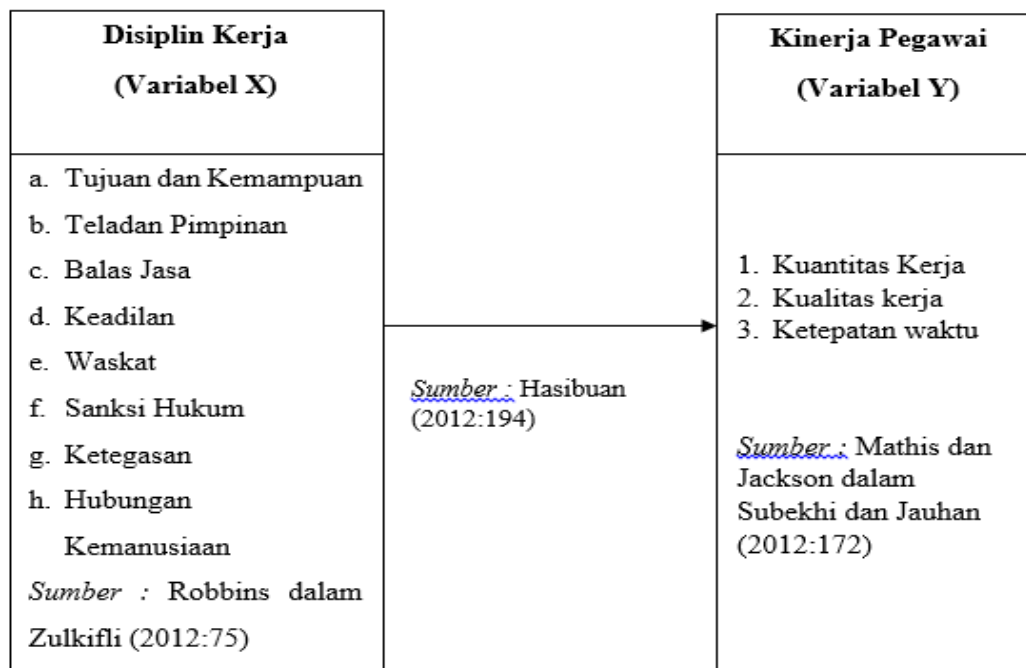 Disiplin Kerja
(Variabel X)
a. Tujuan dan Kemampuan
b. Teladan Pimpinan
c. Balas Jasa
d. Keadilan
e. Waskat
f. Sanksi Hukum
g. Ketegasan
h. Hubungan
Kemanusiaan
Sumber : Robbins dalam
Zulkifli (2012:75)
Sumber : Hasibuan
(2012:194)
Kinerja Pegawai
(Variabel Y)
1. Kuantitas Kerja
2. Kualitas kerja
3. Ketepatan waktu
Sumber : Mathis dan
Jackson dalam
Subekhi dan Jauhan
(2012:172)